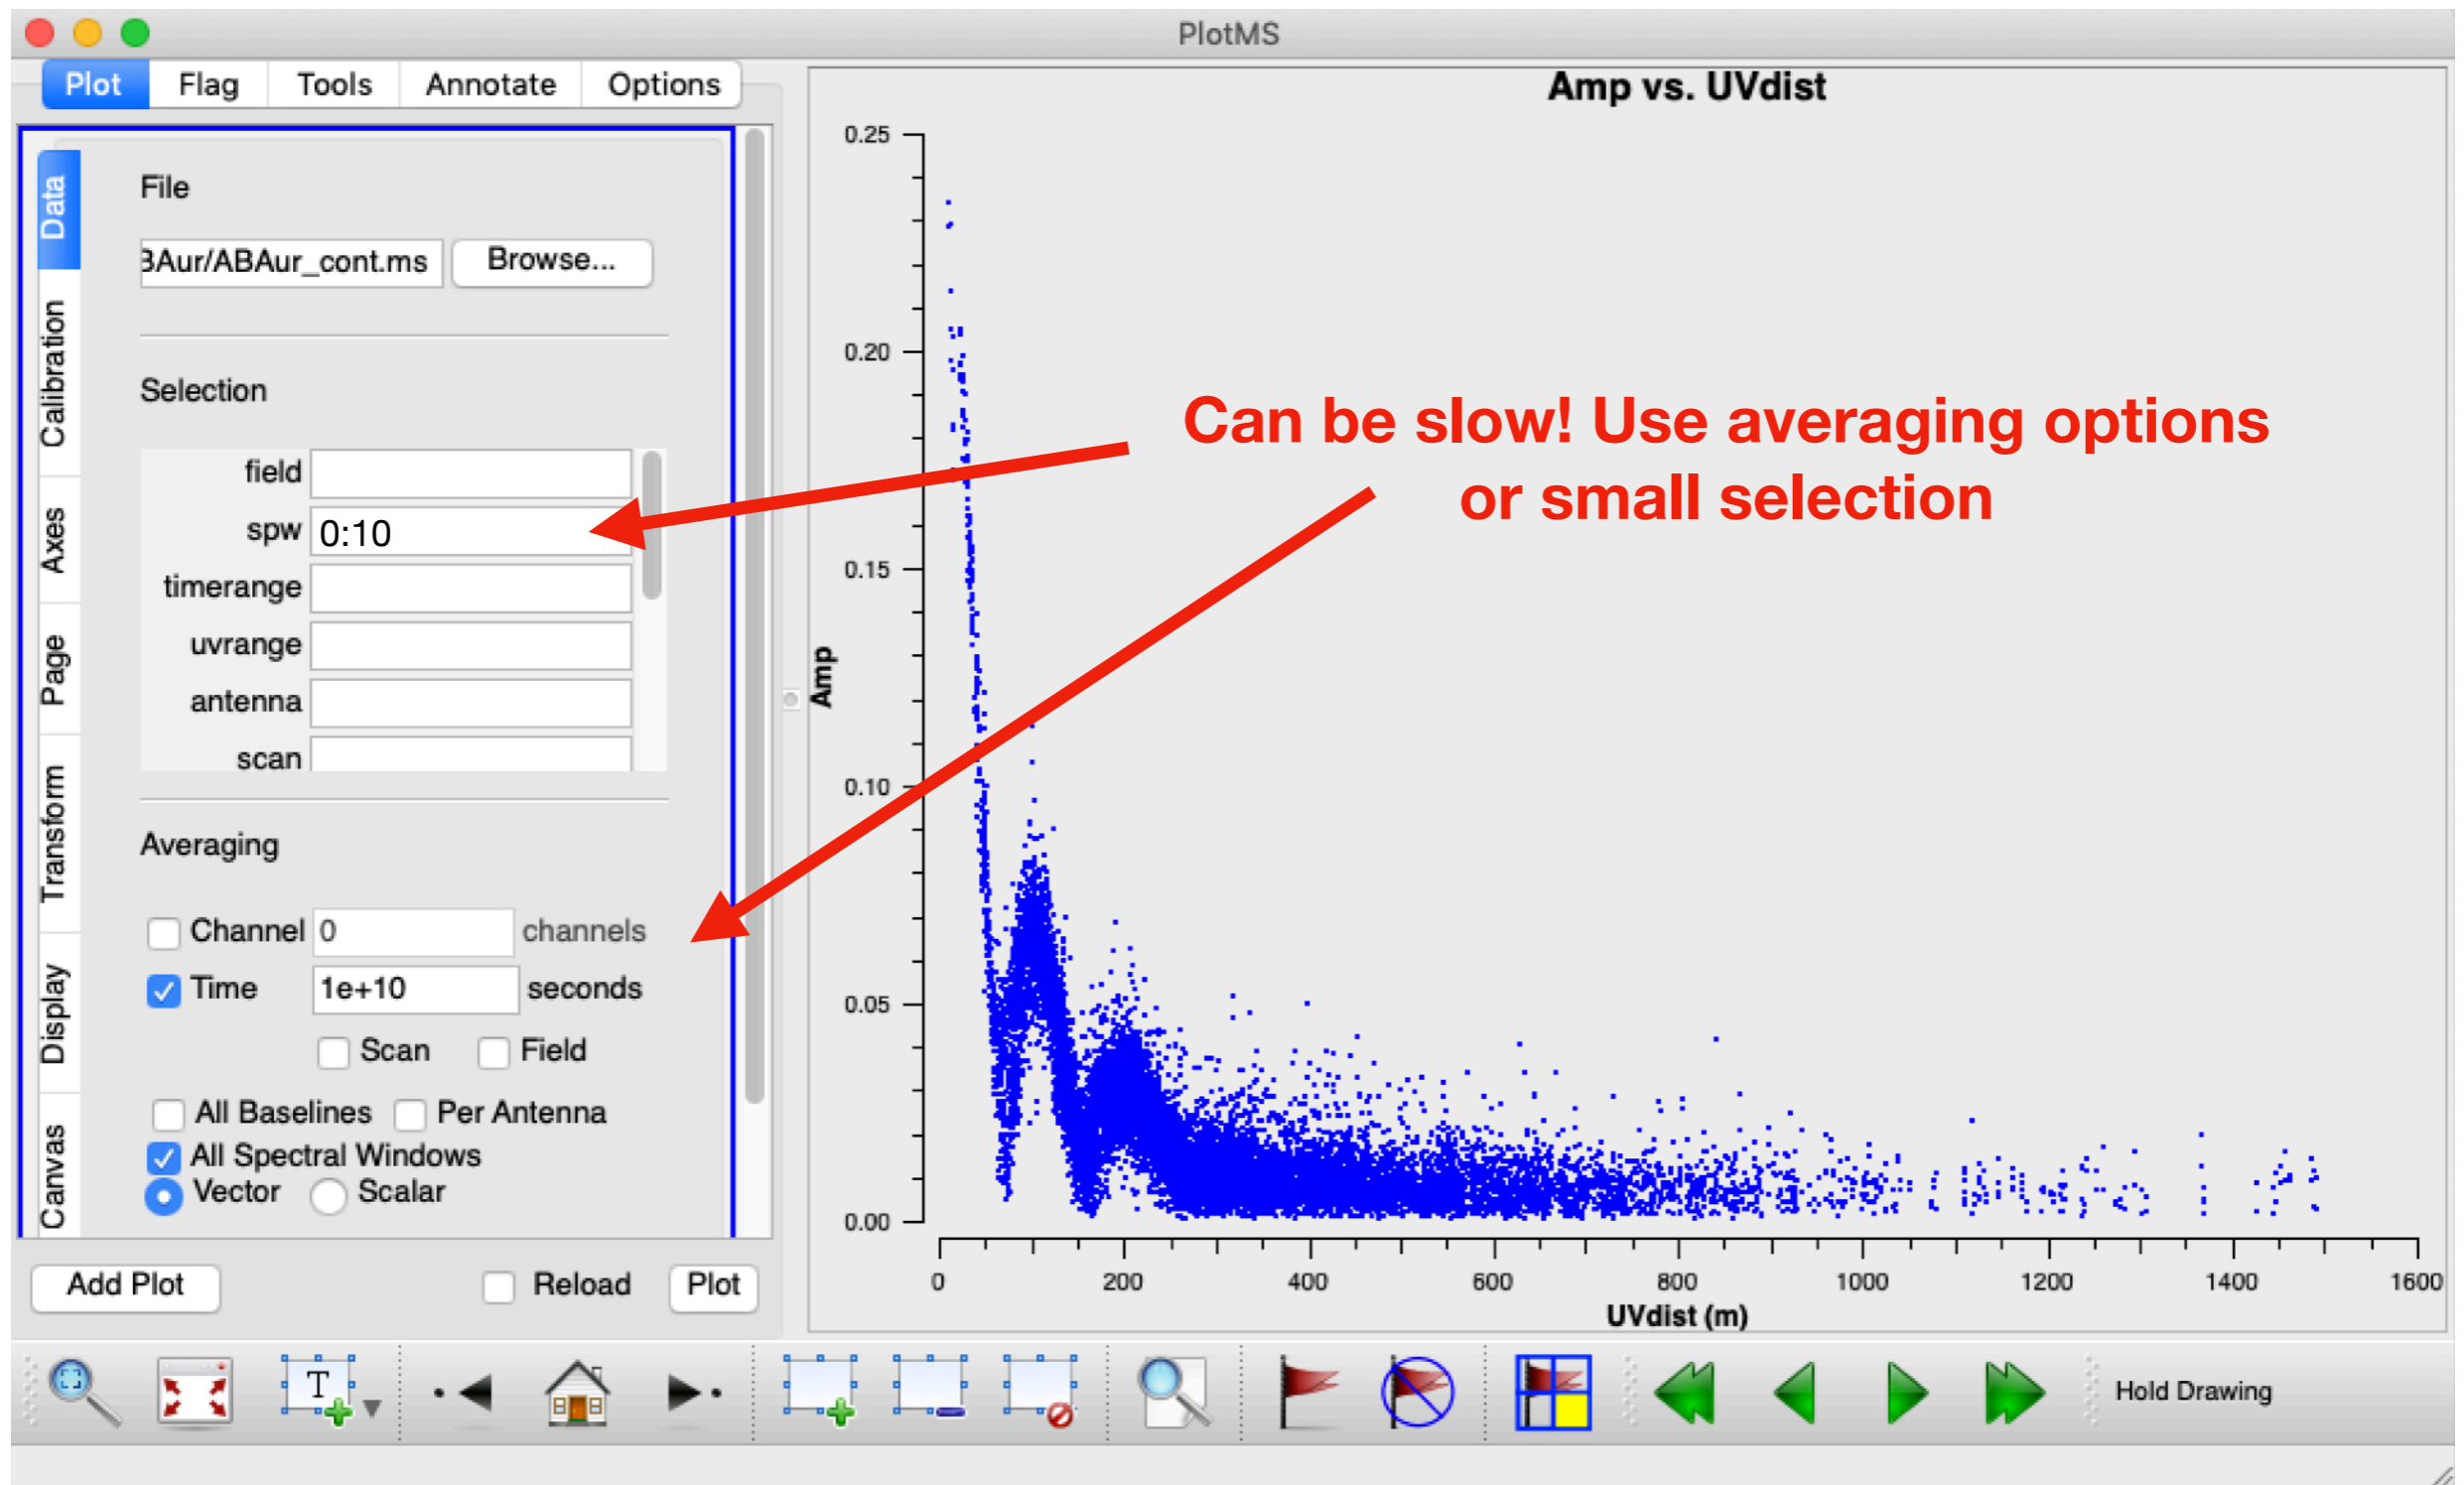 PlotMS
Plot Flag Tools Annotate Options
Data
Calibration
Axes
Page
Transform
Display
Canvas
File
3Aur/ABAur_cont.ms Browse...
Selection
field
spw 0:10
timerange
uvrange
antenna
scan
Averaging
Channel 0 channels
Time 1e+10 seconds
Scan Field
All Baselines Per Antenna
All Spectral Windows
Vector Scalar
Add Plot Reload Plot
Amp vs. UVdist
Can be slow! Use averaging options
or small selection
Amp
0.25
0.20
0.15
0.10
0.05
0.00
0 200 400 600 800 1000 1200 1400 1600
UVdist (m)
T
Hold Drawing